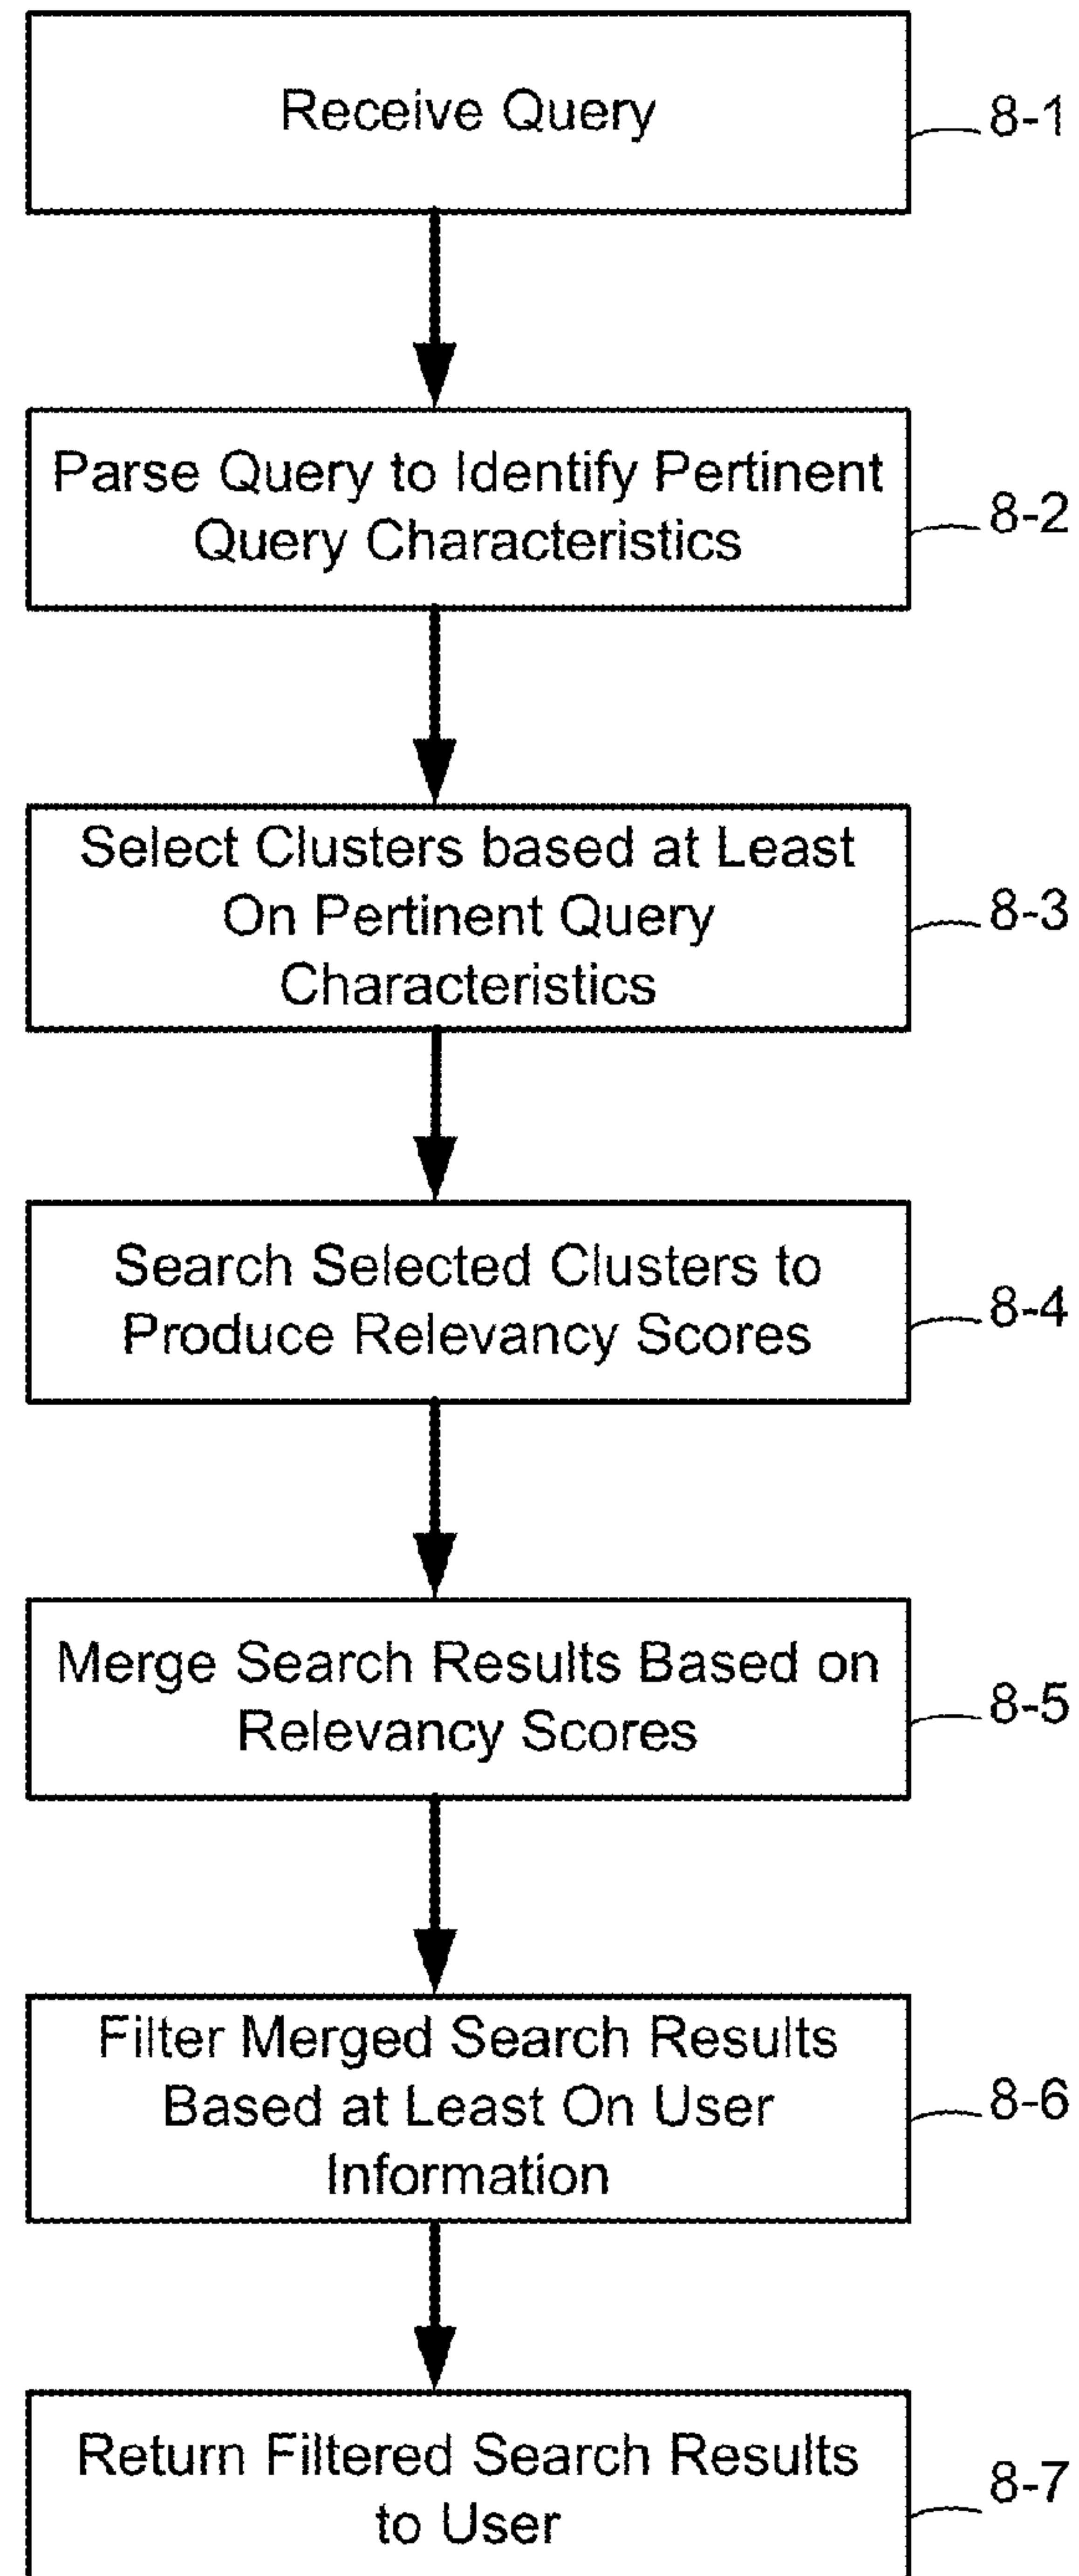 Receive Query
8-1
Parse Query to Identify Pertinent
Query Characteristics
8-2
Select Clusters based at Least
On Pertinent Query
Characteristics
8-3
Search Selected Clusters to
Produce Relevancy Scores
8-4
Merge Search Results Based on
Relevancy Scores
8-5
Filter Merged Search Results
Based at Least On User
Information
8-6
Return Filtered Search Results
to User
8-7